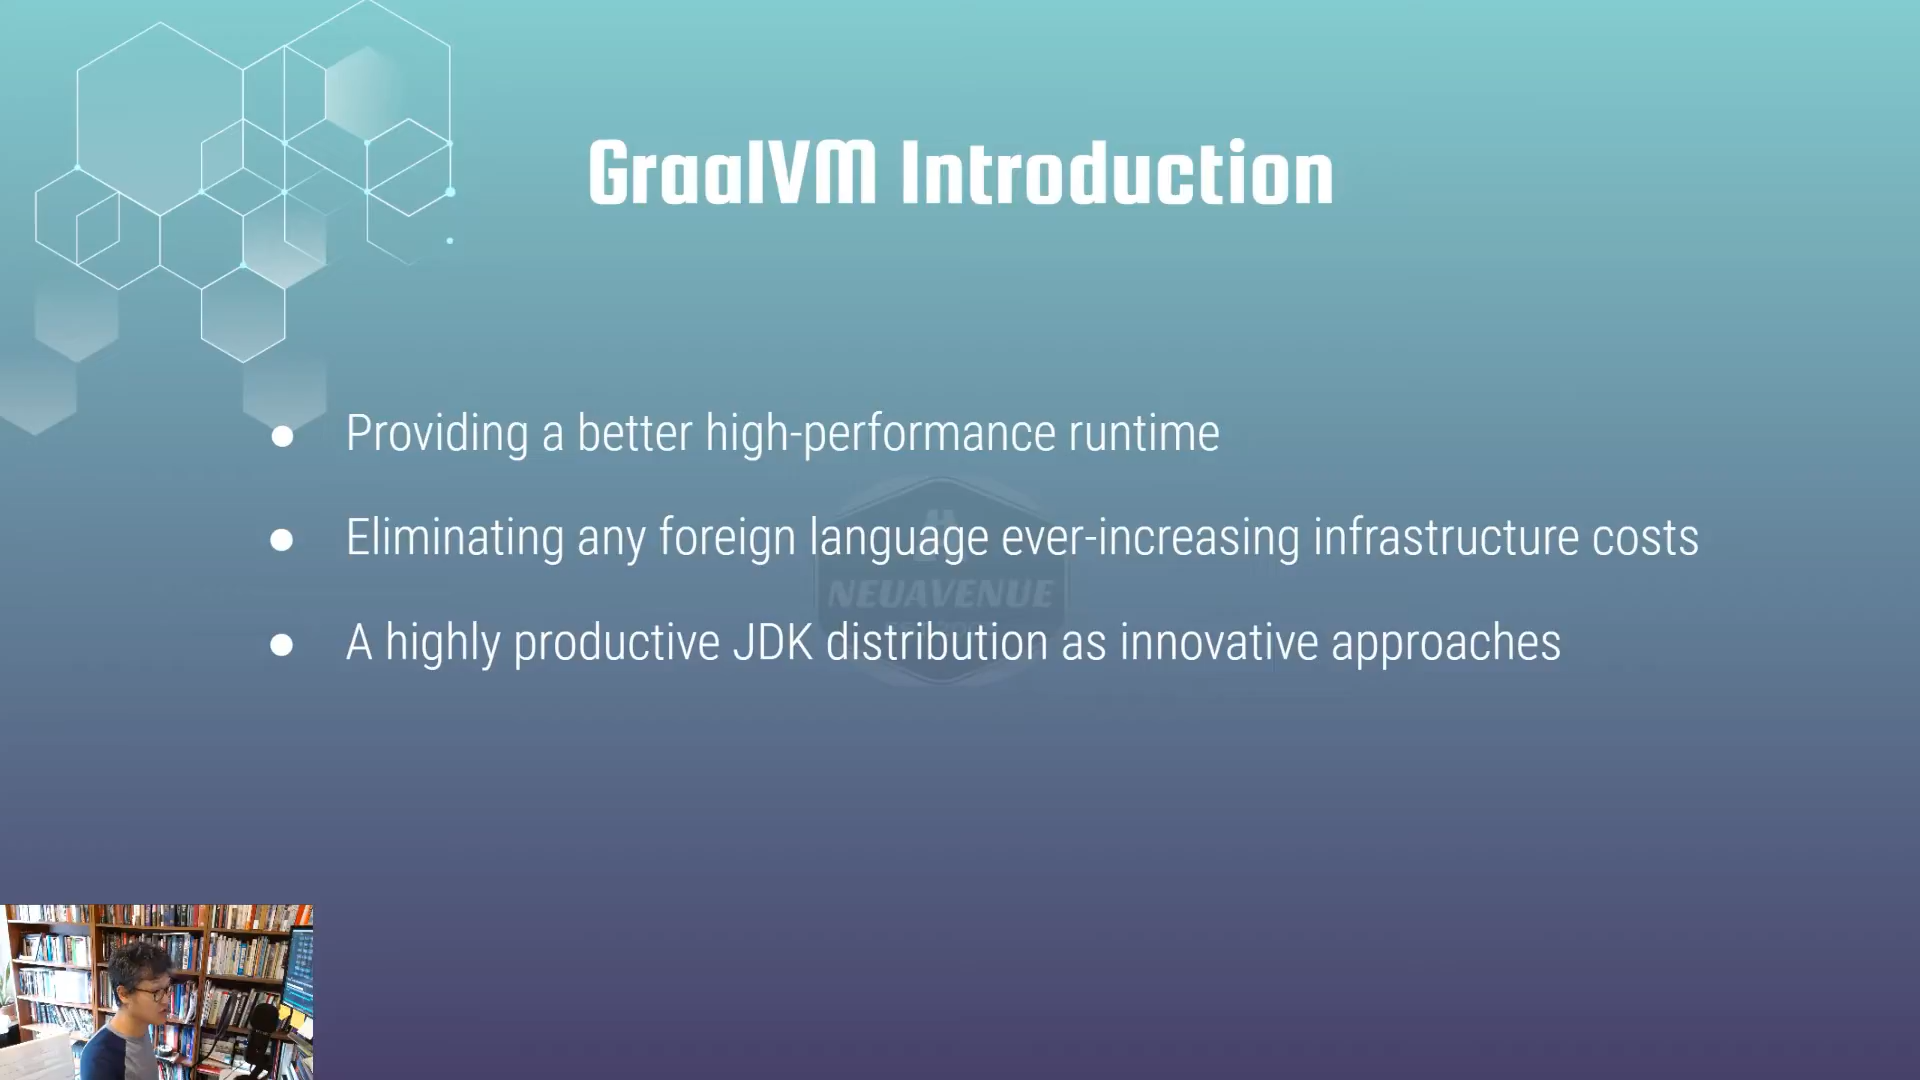 GraalVM Introduction
● Providing a better high-performance runtime
● Eliminating any foreign language ever-increasing infrastructure costs
NEUAVENUE
● A highly productive JDK distribution as innovative approaches